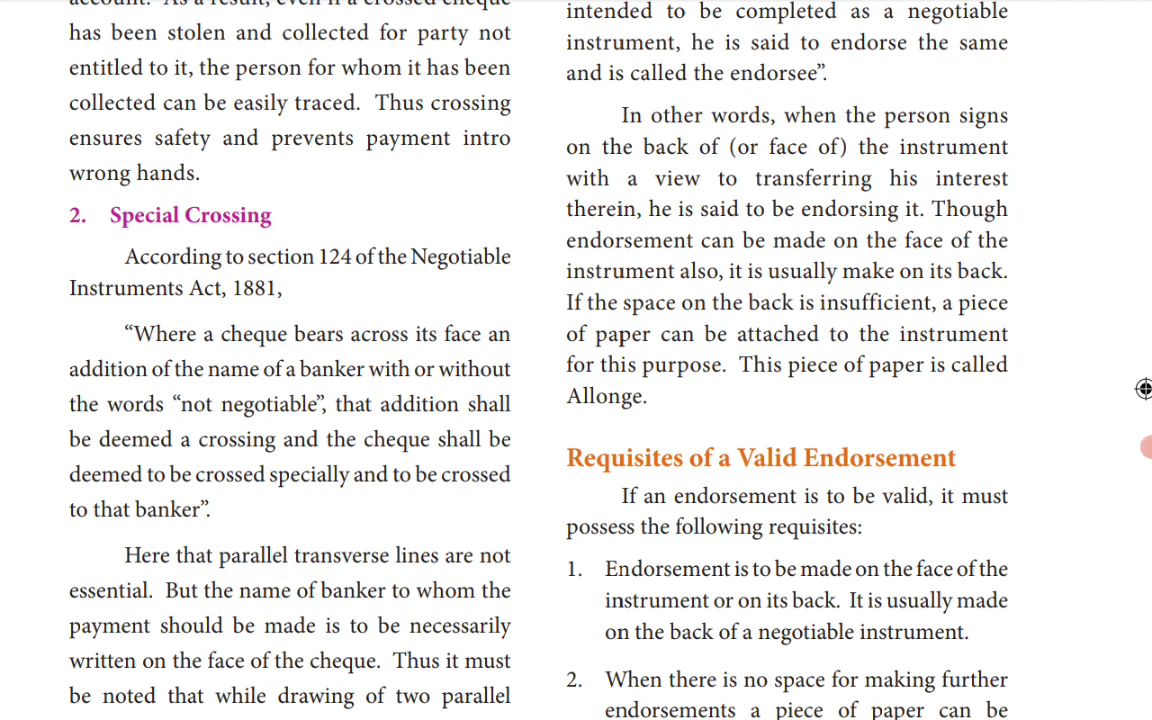 account. As a result, even if a crossed cheque
has been stolen and collected for party not
entitled to it, the person for whom it has been
collected can be easily traced. Thus crossing
ensures safety and prevents payment intro
wrong hands.
2. Special Crossing
According to section 124 of the Negotiable
Instruments Act, 1881,
“Where a cheque bears across its face an
addition of the name of a banker with or without
the words “not negotiable”, that addition shall
be deemed a crossing and the cheque shall be
deemed to be crossed specially and to be crossed
to that banker”.
Here that parallel transverse lines are not
essential. But the name of banker to whom the
payment should be made is to be necessarily
written on the face of the cheque. Thus it must
be noted that while drawing of two parallel
intended to be completed as a negotiable
instrument, he is said to endorse the same
and is called the endorsee”.
In other words, when the person signs
on the back of (or face of) the instrument
with a view to transferring his interest
therein, he is said to be endorsing it. Though
endorsement can be made on the face of the
instrument also, it is usually make on its back.
If the space on the back is insufficient, a piece
of paper can be attached to the instrument
for this purpose. This piece of paper is called
Allonge.
Requisites of a Valid Endorsement
If an endorsement is to be valid, it must
possess the following requisites:
1. Endorsement is to be made on the face of the
instrument or on its back. It is usually made
on the back of a negotiable instrument.
2. When there is no space for making further
endorsements a piece of paper can be